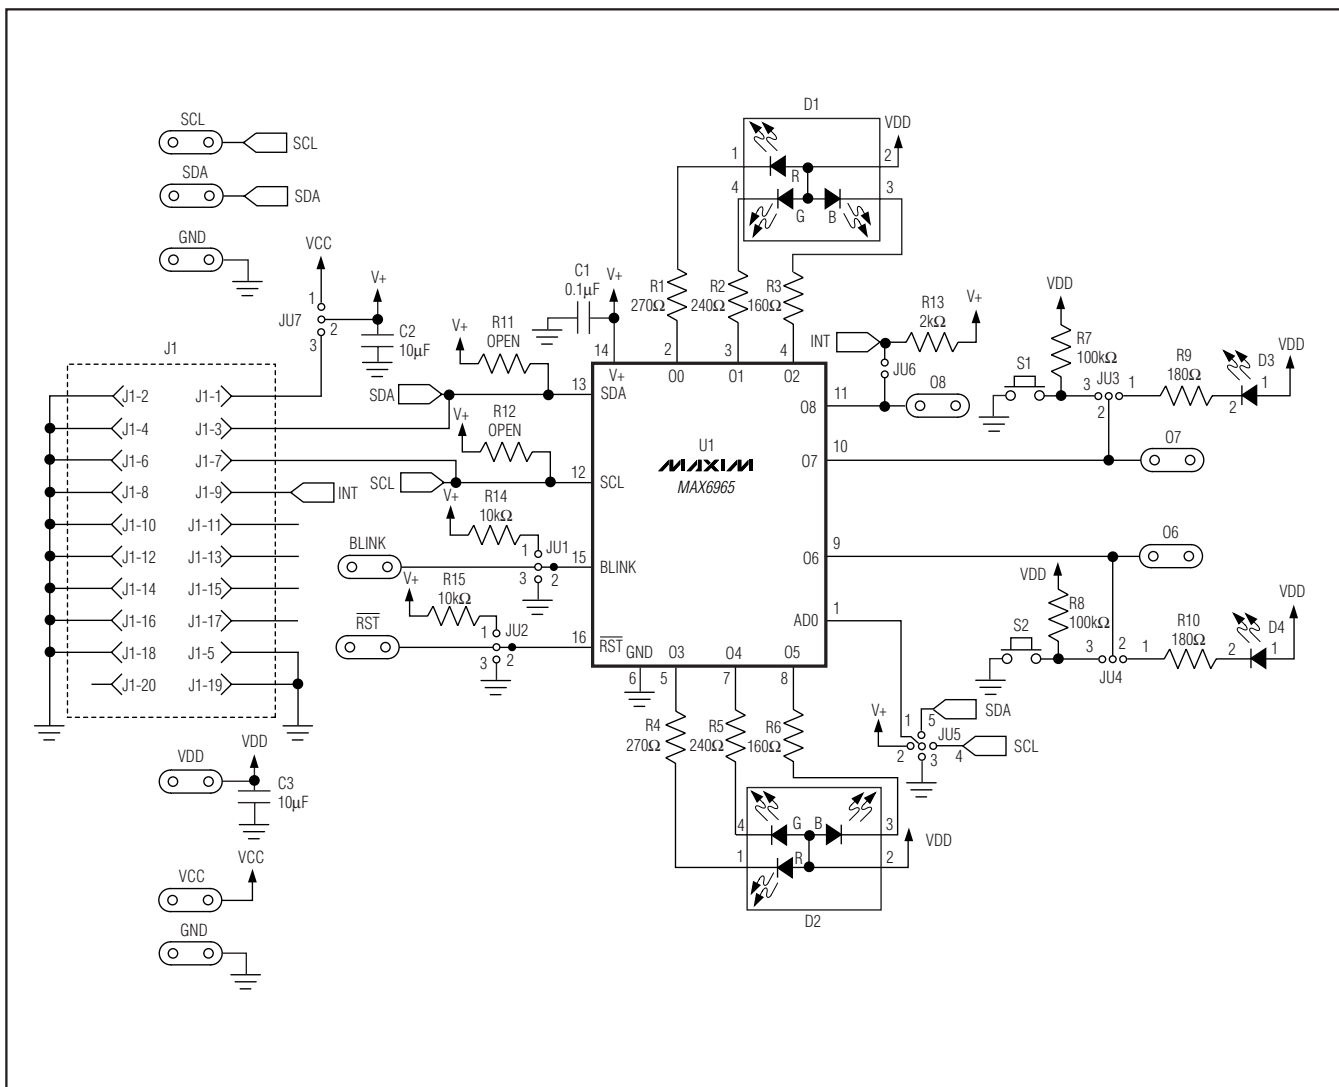 SCL
SCL
SDA
SDA
GND
VCC
1
JU7
2
3
V+
C2
10µF
J1
J1-2
J1-1
J1-4
J1-3
J1-6
J1-7
J1-8
J1-9
INT
J1-10
J1-11
J1-12
J1-13
J1-14
J1-15
J1-16
J1-17
J1-18
J1-5
J1-20
J1-19
VDD
VDD
C3
10µF
VCC
VCC
GND
C1
0.1µF
V+
V+
R11
OPEN
SDA
V+
R12
OPEN
SCL
V+
R14
10kΩ
BLINK
1
JU1
3
2
V+
R15
10kΩ
RST
1
JU2
3
2
D1
VDD
1
2
R
4
3
G
B
R1
270Ω
R2
240Ω
R3
160Ω
14
2
3
4
V+
O0
O1
O2
13
SDA
12
SCL
15
BLINK
16
RST
U1
MAXIM
MAX6965
11
O8
10
O7
9
O6
1
AD0
GND
O3
O4
O5
6
5
7
8
R4
270Ω
R5
240Ω
R6
160Ω
4
G
B
3
1
R
2
VDD
D2
INT
R13
2kΩ
V+
JU6
O8
VDD
R7
100kΩ
S1
3
JU3
1
2
R9
180Ω
D3
1
2
VDD
O7
O6
VDD
R8
100kΩ
S2
3
2
1
JU4
R10
180Ω
2
D4
1
VDD
V+
1
5
SDA
JU5
2
3
4
SCL